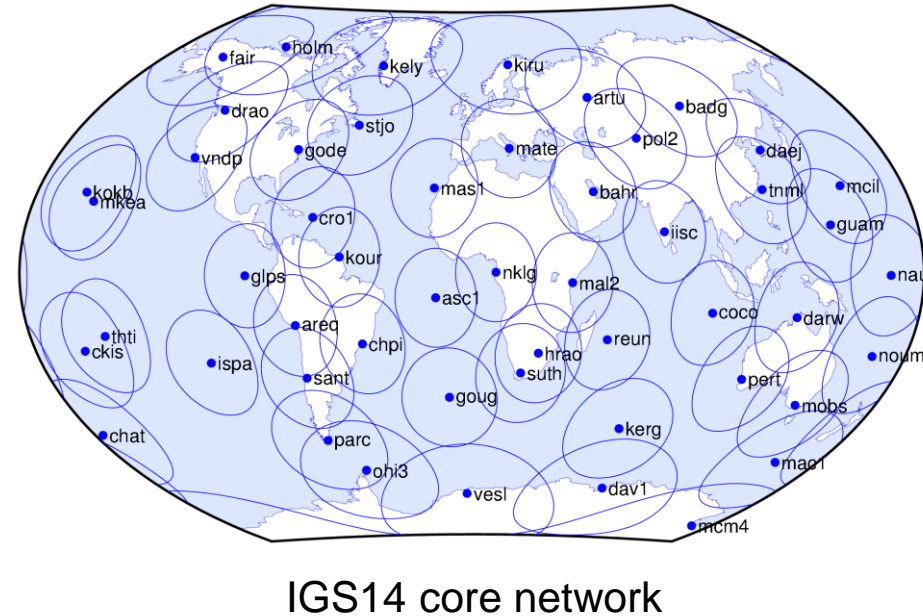 holm
fair
kely
kiru
artu
badg
drao
stjo
pol2
vndp
gode
mate
daej
kokb
mkea
mas1
bahr
tnml
mcil
cro1
guam
iisc
kour
glps
nklg
mal2
nau
asc1
coco
darw
areq
thti
ckis
chpi
reun
hrao
noum
ispa
suth
sant
pert
goug
mobs
chat
parc
kerg
mac1
ohi3
vesl
dav1
mcm4
IGS14 core network